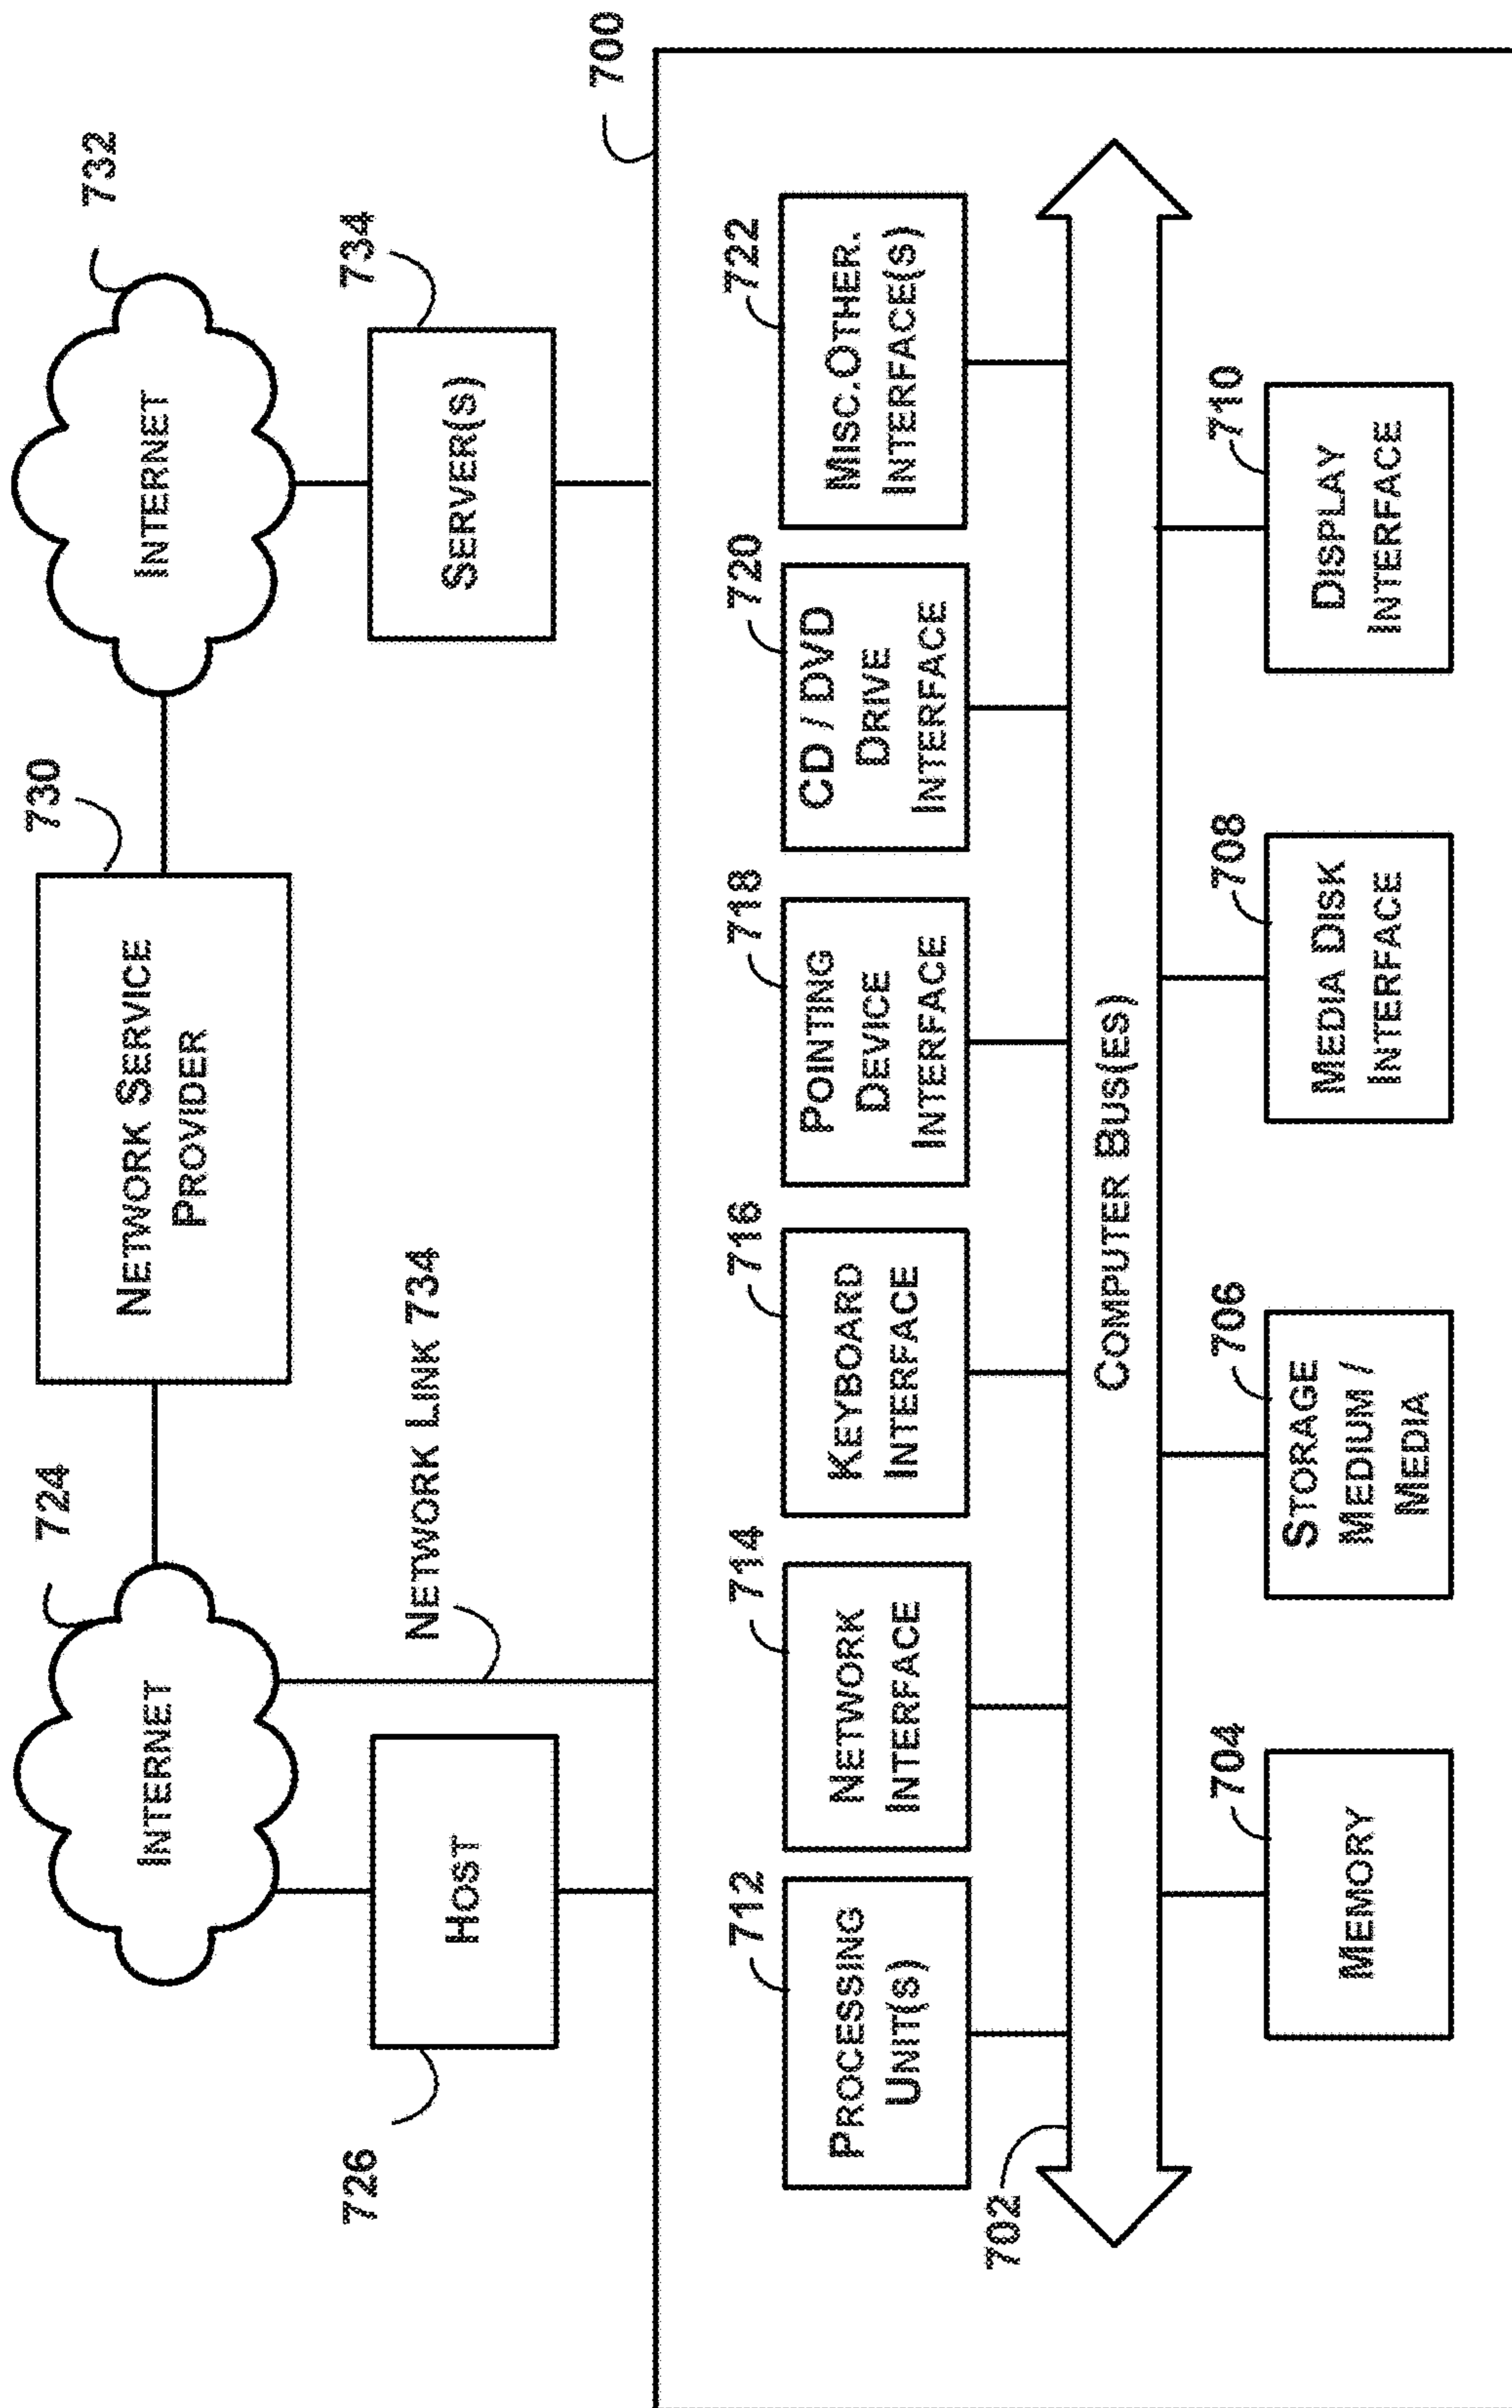 724
INTERNET
NETWORK SERVICE
PROVIDER
730
INTERNET
732
726
HOST
NETWORK LINK 734
SERVER(S)
734
700
712
PROCESSING
UNIT(S)
714
NETWORK
INTERFACE
716
KEYBOARD
INTERFACE
718
POINTING
DEVICE
INTERFACE
720
CD / DVD
DRIVE
INTERFACE
722
MISC.OTHER.
INTERFACE(S)
702
COMPUTER BUS(ES)
704
MEMORY
706
STORAGE
MEDIUM /
MEDIA
708
MEDIA DISK
INTERFACE
710
DISPLAY
INTERFACE